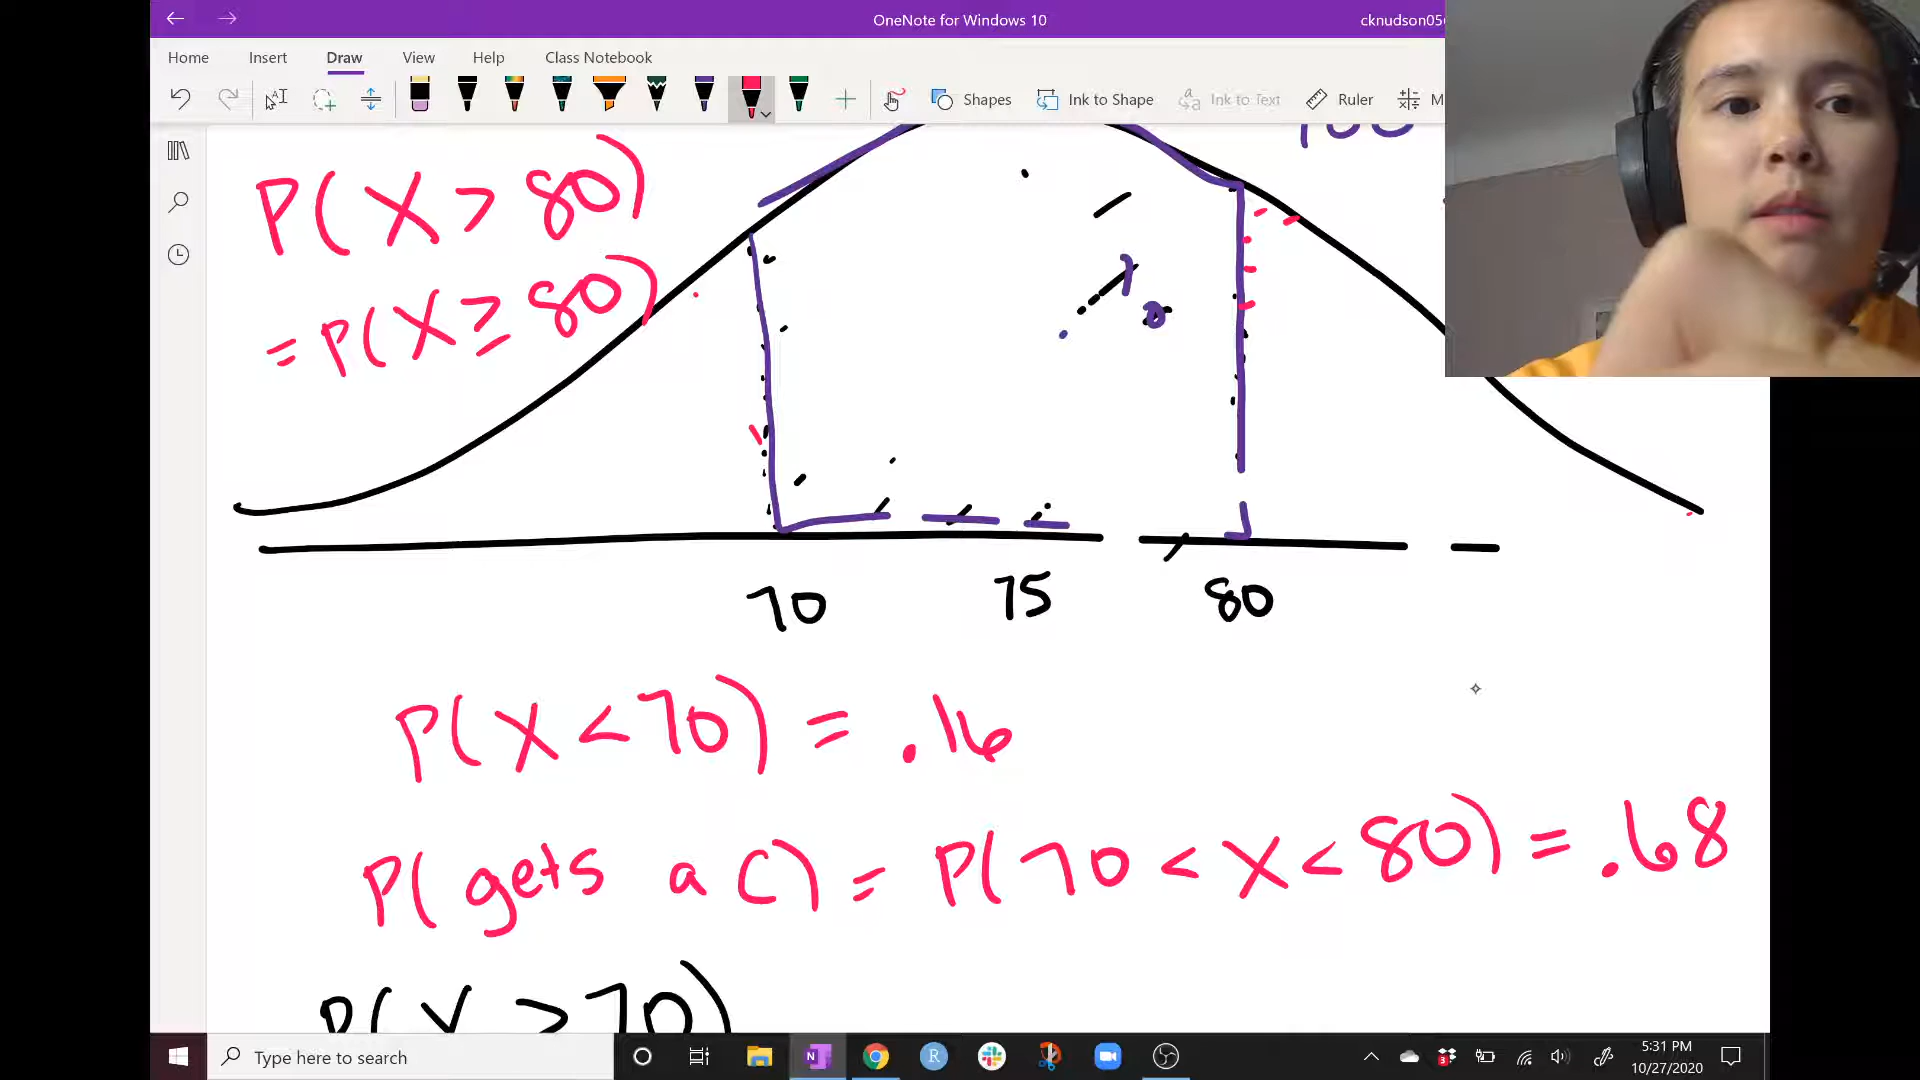 OneNote for Windows 10
cknudson05
Home Insert Draw View Help Class Notebook
Shapes Ink to Shape Ink to Text Ruler M
P(X > 80)
= P(X ≥ 80)
70 75 80
P(X < 70) = .16
P(gets a C) = P(70 < X < 80) = .68
P(X > 70)
Type here to search
5:31 PM
10/27/2020